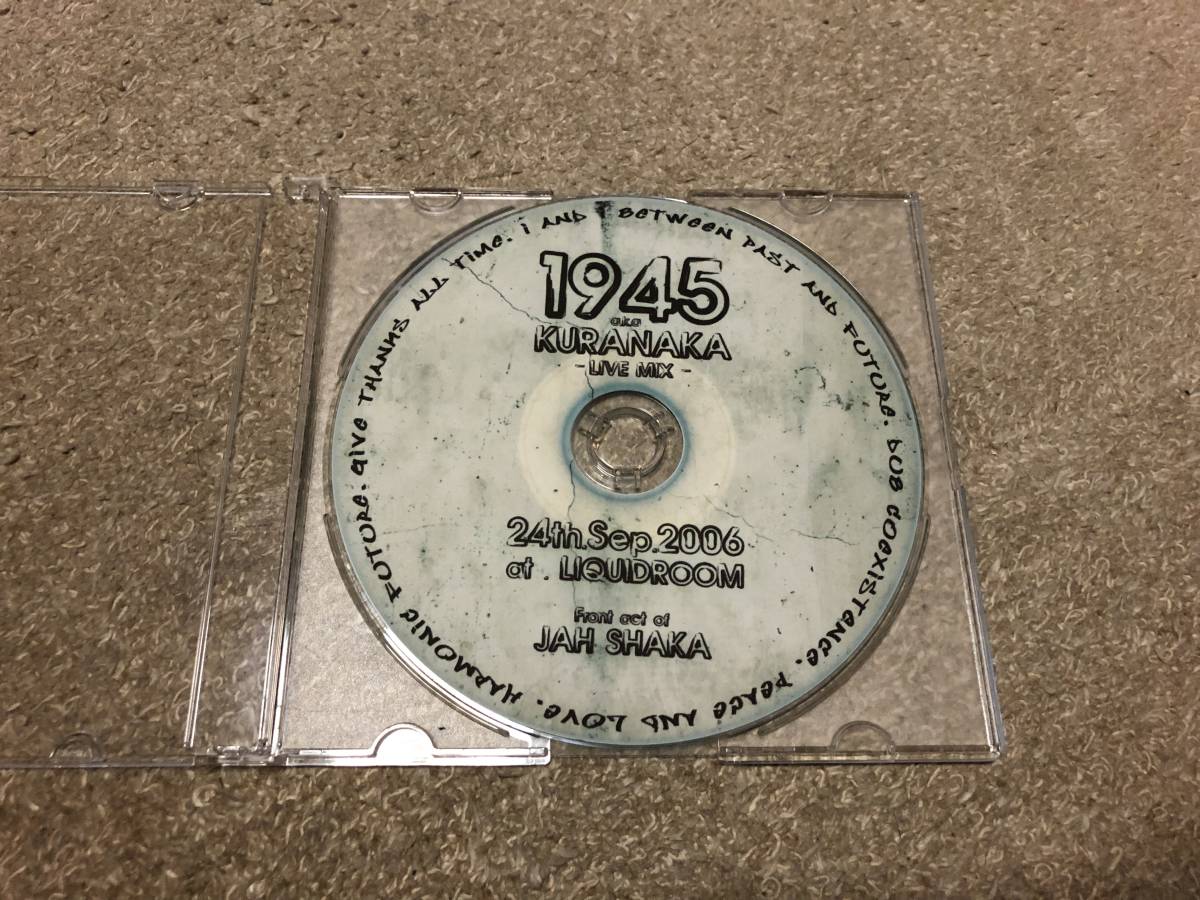 1945
aka
KURANAKA
- LIVE MIX -
24th.Sep.2006
at . LIQUIDROOM
Front act of
JAH SHAKA
i AND I BETWEEN PAST AND FUTURE. DUB COEXISTENCE. PEACE AND LOVE. HARMONIC FUTURE. GIVE THANKS ALL TIME.